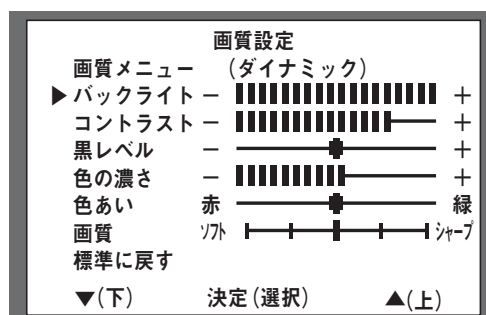 画質設定
画質メニュー (ダイナミック)
▶バックライト − +
コントラスト − +
黒レベル − +
色の濃さ − +
色あい 赤 緑
画質 ソフト シャープ
標準に戻す
▼(下) 決定(選択) ▲(上)